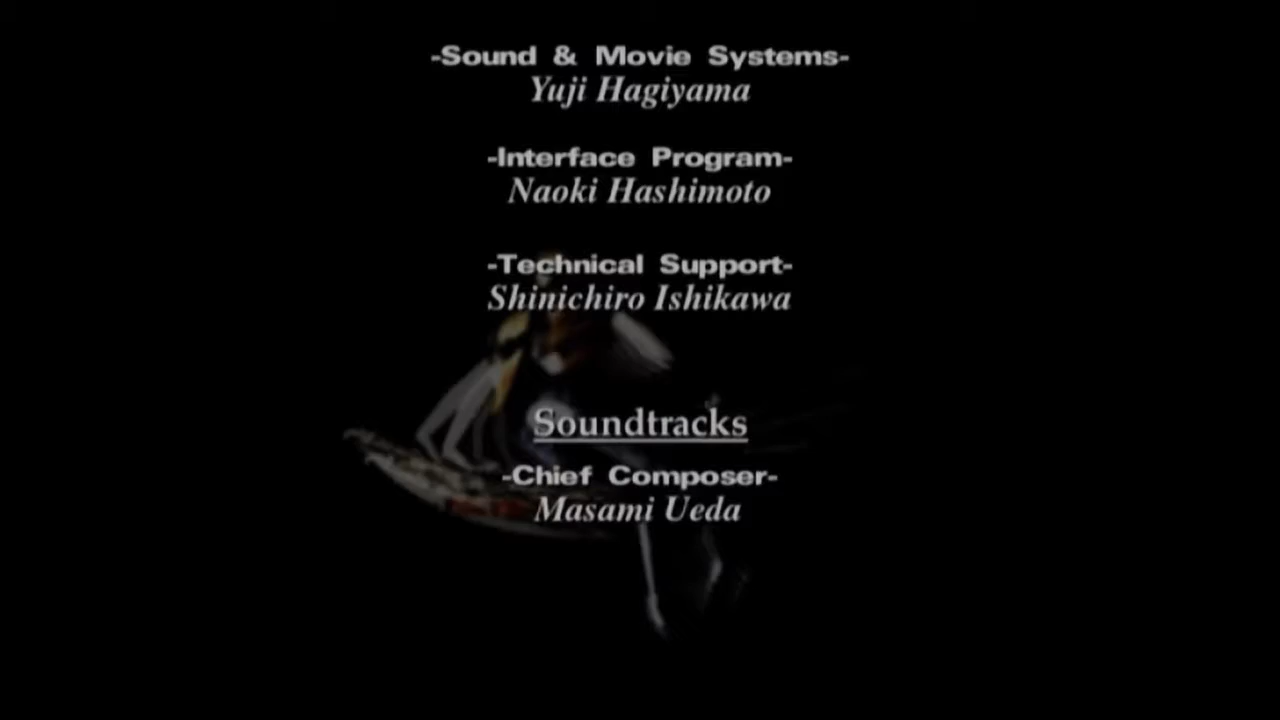 -Sound & Movie Systems-
Yuji Hagiyama
-Interface Program-
Naoki Hashimoto
-Technical Support-
Shinichiro Ishikawa
Soundtracks
-Chief Composer-
Masami Ueda